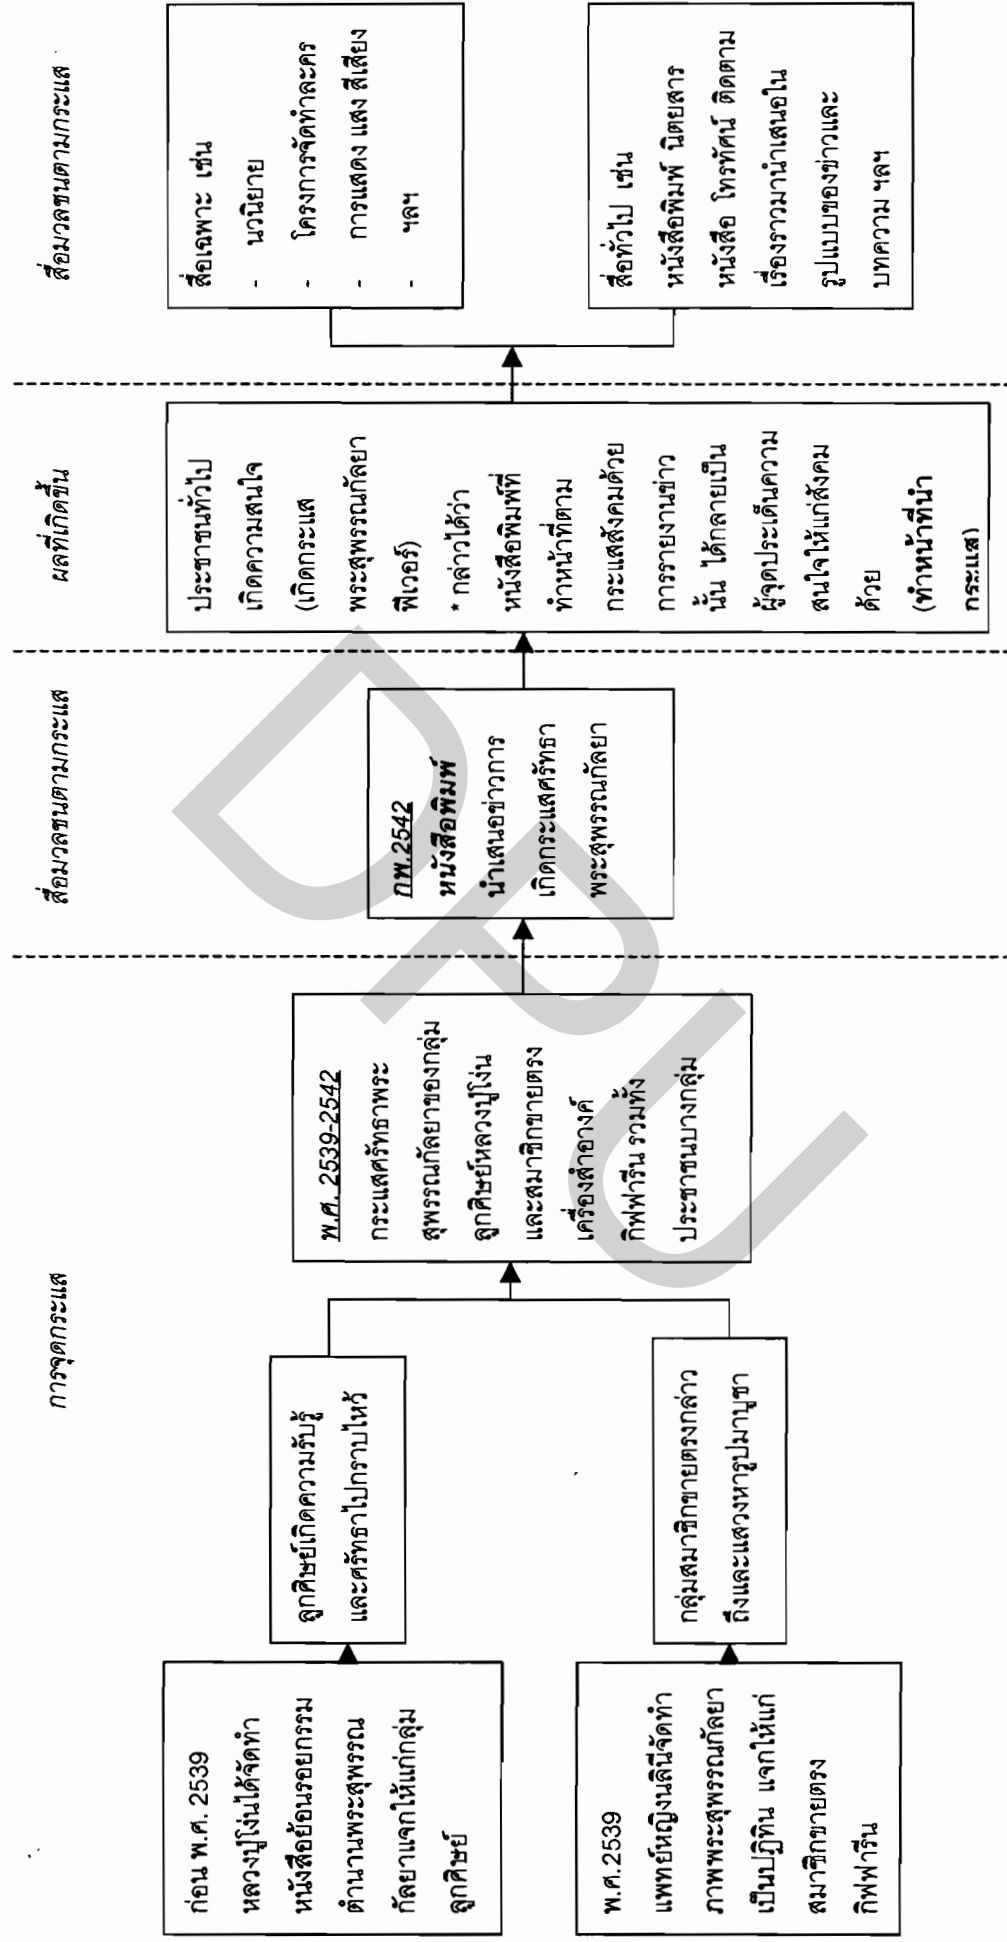 การจุดกระแส
สื่อมวลชนตามกระแส
ผลที่เกิดขึ้น
สื่อมวลชนตามกระแส
ก่อน พ.ศ. 2539
หลวงปู่โง่นได้จัดทำ
หนังสือย้อนรอยกรรม
ตำนานพระสุพรรณ
กัลยาแจกให้แก่กลุ่ม
ลูกศิษย์
ลูกศิษย์เกิดความรับรู้
และศรัทธาไปกราบไหว้
พ.ศ.2539
แพทย์หญิงนลินีจัดทำ
ภาพพระสุพรรณกัลยา
เป็นปฏิทิน แจกให้แก่
สมาชิกขายตรง
กิฟฟารีน
กลุ่มสมาชิกขายตรงกล่าว
ถึงและแสวงหารูปมาบูชา
พ.ศ. 2539-2542
กระแสศรัทธาพระ
สุพรรณกัลยาของกลุ่ม
ลูกศิษย์หลวงปู่โง่น
และสมาชิกขายตรง
เครื่องสำอางค์
กิฟฟารีน รวมทั้ง
ประชาชนบางกลุ่ม
กพ.2542
หนังสือพิมพ์
นำเสนอข่าวการ
เกิดกระแสศรัทธา
พระสุพรรณกัลยา
ประชาชนทั่วไป
เกิดความสนใจ
(เกิดกระแส
พระสุพรรณกัลยา
ฟีเวอร์)
* กล่าวได้ว่า
หนังสือพิมพ์ที่
ทำหน้าที่ตาม
กระแสสังคมด้วย
การรายงานข่าว
นั้น ได้กลายเป็น
ผู้จุดประเด็นความ
สนใจให้แก่สังคม
ด้วย
(ทำหน้าที่นำ
กระแส)
สื่อเฉพาะ เช่น
- นวนิยาย
- โครงการจัดทำละคร
- การแสดง แสง สีเสียง
- ฯลฯ
สื่อทั่วไป เช่น
หนังสือพิมพ์ นิตยสาร
หนังสือ โทรทัศน์ ติดตาม
เรื่องราวมานำเสนอใน
รูปแบบของข่าวและ
บทความ ฯลฯ
DPU